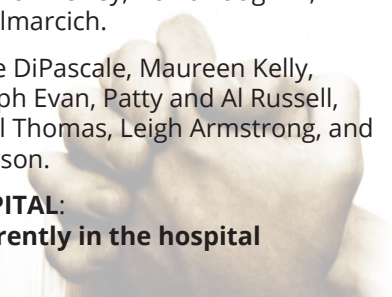 lmarcich.
e DiPascale, Maureen Kelly,
ph Evan, Patty and Al Russell,
l Thomas, Leigh Armstrong, and
son.
PITAL:
rently in the hospital